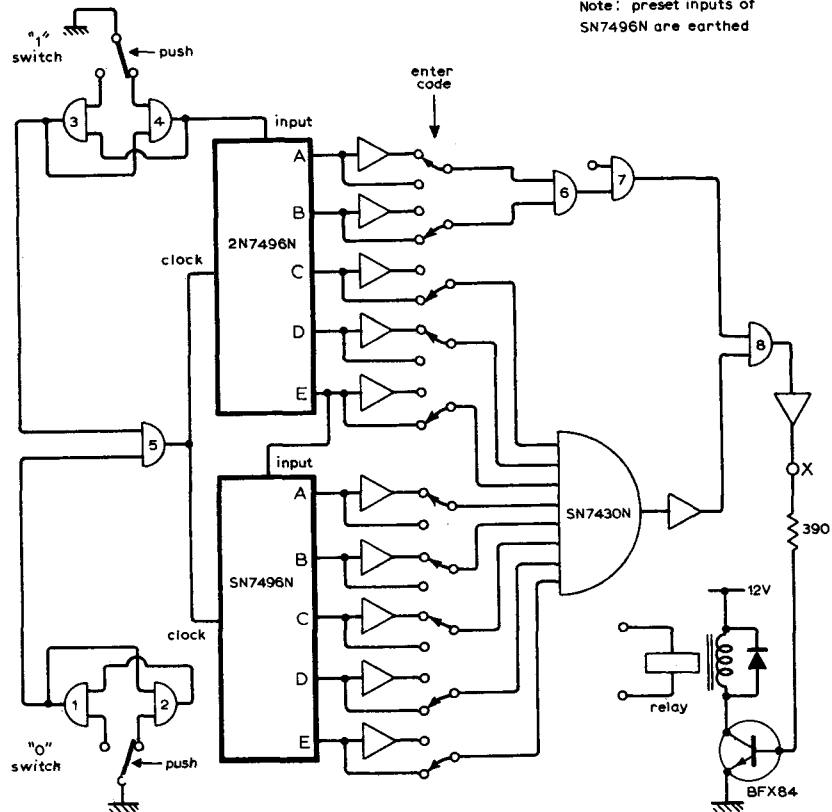 Note: preset inputs of
SN7496N are earthed
"1"
switch
push
enter
code
3
4
input
A
B
2N7496N
C
D
E
clock
6
7
8
5
X
input
A
B
SN7496N
C
D
E
clock
SN7430N
390
12V
relay
BFX84
1
2
"0"
switch
push